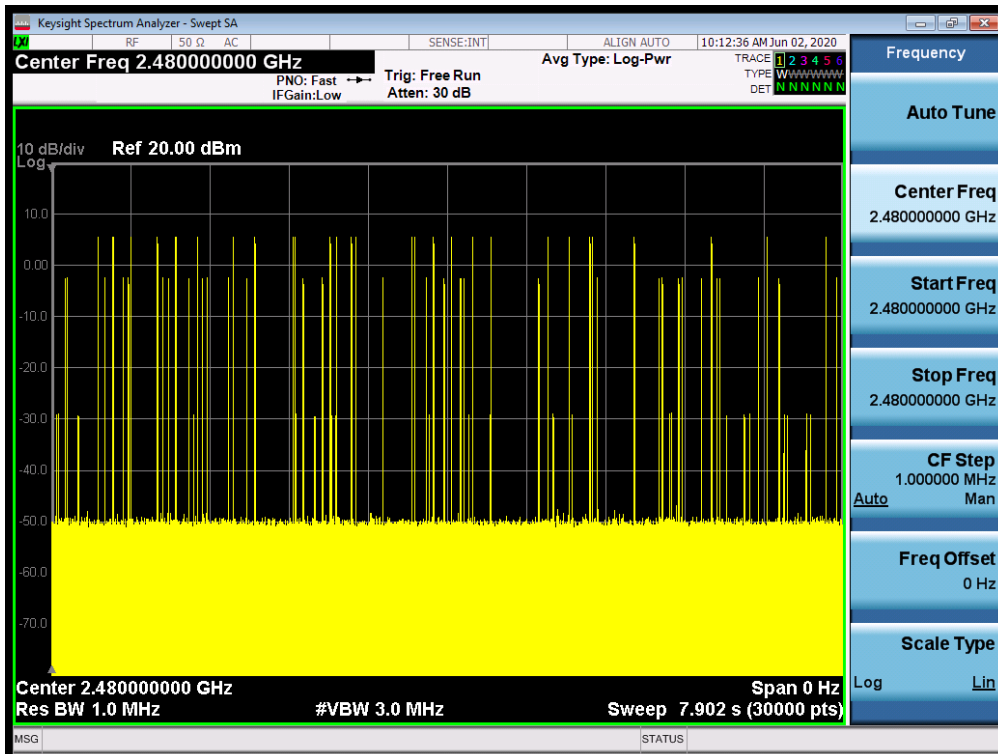 Keysight Spectrum Analyzer - Swept SA
LXI RF 50 Ω AC SENSE:INT ALIGN AUTO 10:12:36 AM Jun 02, 2020
Center Freq 2.480000000 GHz
PNO: Fast
IFGain:Low
Trig: Free Run
Atten: 30 dB
Avg Type: Log-Pwr
TRACE 1 2 3 4 5 6
TYPE WWWWWW
DET N N N N N N
10 dB/div Ref 20.00 dBm
Log
10.0
0.00
-10.0
-20.0
-30.0
-40.0
-50.0
-60.0
-70.0
Center 2.480000000 GHz Span 0 Hz
Res BW 1.0 MHz #VBW 3.0 MHz Sweep 7.902 s (30000 pts)
MSG STATUS
Frequency
Auto Tune
Center Freq
2.480000000 GHz
Start Freq
2.480000000 GHz
Stop Freq
2.480000000 GHz
CF Step
1.000000 MHz
Auto Man
Freq Offset
0 Hz
Scale Type
Log Lin